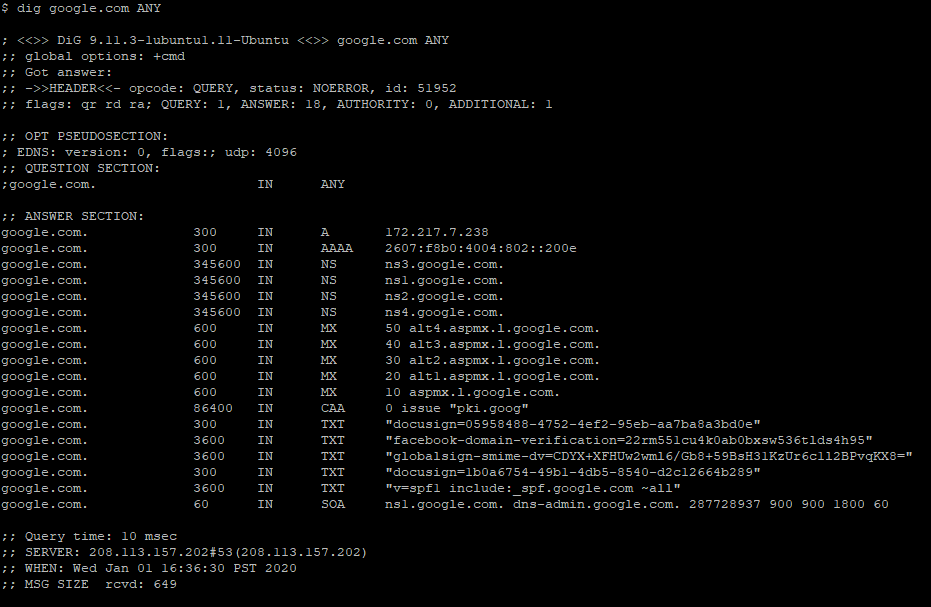 $ dig google.com ANY
; <<>> DiG 9.11.3-1ubuntu1.11-Ubuntu <<>> google.com ANY
;; global options: +cmd
;; Got answer:
;; ->>HEADER<<- opcode: QUERY, status: NOERROR, id: 51952
;; flags: qr rd ra; QUERY: 1, ANSWER: 18, AUTHORITY: 0, ADDITIONAL: 1
;; OPT PSEUDOSECTION:
; EDNS: version: 0, flags:; udp: 4096
;; QUESTION SECTION:
;google.com. IN ANY
;; ANSWER SECTION:
google.com. 300 IN A 172.217.7.238
google.com. 300 IN AAAA 2607:f8b0:4004:802::200e
google.com. 345600 IN NS ns3.google.com.
google.com. 345600 IN NS ns1.google.com.
google.com. 345600 IN NS ns2.google.com.
google.com. 345600 IN NS ns4.google.com.
google.com. 600 IN MX 50 alt4.aspmx.l.google.com.
google.com. 600 IN MX 40 alt3.aspmx.l.google.com.
google.com. 600 IN MX 30 alt2.aspmx.l.google.com.
google.com. 600 IN MX 20 alt1.aspmx.l.google.com.
google.com. 600 IN MX 10 aspmx.l.google.com.
google.com. 86400 IN CAA 0 issue "pki.goog"
google.com. 300 IN TXT "docusign=05958488-4752-4ef2-95eb-aa7ba8a3bd0e"
google.com. 3600 IN TXT "facebook-domain-verification=22rm551cu4k0ab0bxsw536tlds4h95"
google.com. 3600 IN TXT "globalsign-smime-dv=CDYX+XFHUw2wml6/Gb8+59BsH31KzUr6c1l2BPvqKX8="
google.com. 300 IN TXT "docusign=1b0a6754-49b1-4db5-8540-d2c12664b289"
google.com. 3600 IN TXT "v=spf1 include:_spf.google.com ~all"
google.com. 60 IN SOA ns1.google.com. dns-admin.google.com. 287728937 900 900 1800 60
;; Query time: 10 msec
;; SERVER: 208.113.157.202#53(208.113.157.202)
;; WHEN: Wed Jan 01 16:36:30 PST 2020
;; MSG SIZE rcvd: 649